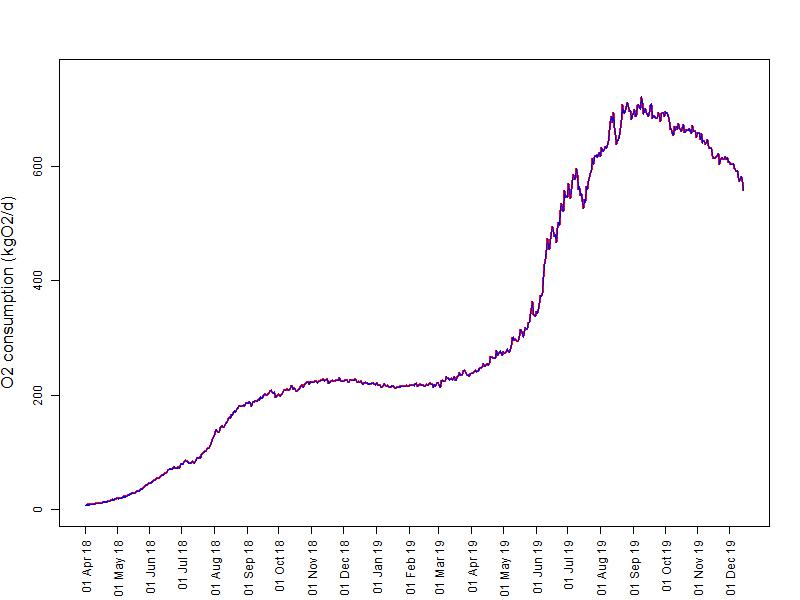 O2 consumption (kgO2/d)
600
400
200
0
01 Apr 18
01 May 18
01 Jun 18
01 Jul 18
01 Aug 18
01 Sep 18
01 Oct 18
01 Nov 18
01 Dec 18
01 Jan 19
01 Feb 19
01 Mar 19
01 Apr 19
01 May 19
01 Jun 19
01 Jul 19
01 Aug 19
01 Sep 19
01 Oct 19
01 Nov 19
01 Dec 19